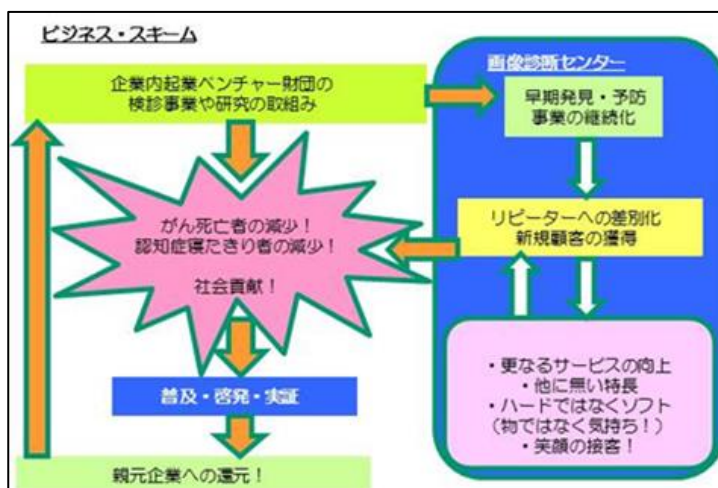 ビジネス・スキーム
企業内起業ベンチャー財団の
検診事業や研究の取組み
がん死亡者の減少！
認知症寝たきり者の減少！
社会貢献！
普及・啓発・実証
親元企業への還元！
画像診断センター
早期発見・予防
事業の継続化
リピーターへの差別化
新規顧客の獲得
・更なるサービスの向上
・他に無い特長
・ハードではなくソフト
（物ではなく気持ち！）
・笑顔の接客！